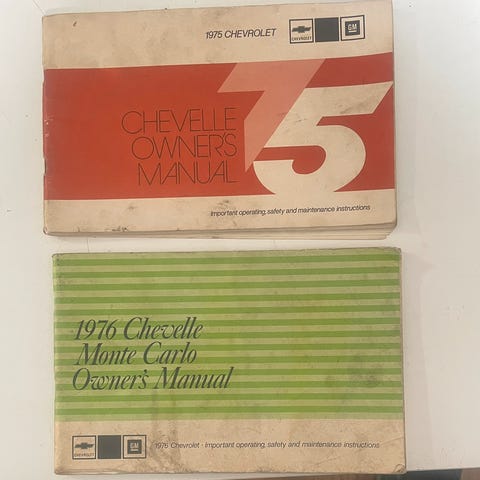 1975 CHEVROLET
CHEVROLET
GM
75
CHEVELLE
OWNER'S
MANUAL
Important operating, safety and maintenance instructions
1976 Chevelle
Monte Carlo
Owner's Manual
CHEVROLET
GM
1976 Chevrolet · Important operating, safety and maintenance instructions